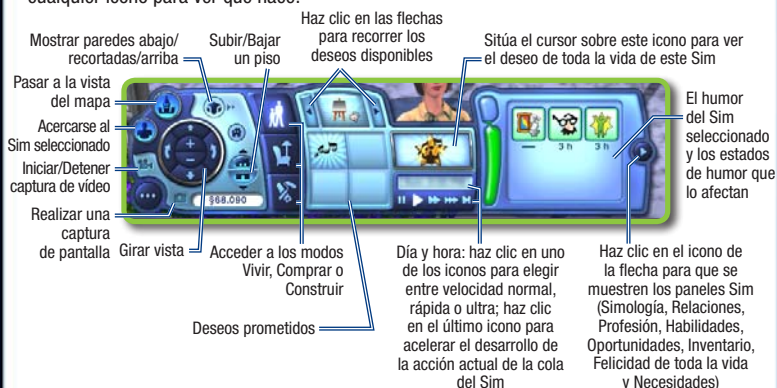 cualquier icono para ver qué hace.
Mostrar paredes abajo/
recortadas/arriba
Subir/Bajar
un piso
Haz clic en las flechas
para recorrer los
deseos disponibles
Sitúa el cursor sobre este icono para ver
el deseo de toda la vida de este Sim
Pasar a la vista
del mapa
Acercarse al
Sim seleccionado
Iniciar/Detener
captura de vídeo
Realizar una
captura
de pantalla
Girar vista
§68.090
3 h
3 h
El humor
del Sim
seleccionado
y los estados
de humor que
lo afectan
Acceder a los modos
Vivir, Comprar o
Construir
Deseos prometidos
Día y hora: haz clic en uno
de los iconos para elegir
entre velocidad normal,
rápida o ultra; haz clic
en el último icono para
acelerar el desarrollo de
la acción actual de la cola
del Sim
Haz clic en el icono de
la flecha para que se
muestren los paneles Sim
(Simología, Relaciones,
Profesión, Habilidades,
Oportunidades, Inventario,
Felicidad de toda la vida
y Necesidades)